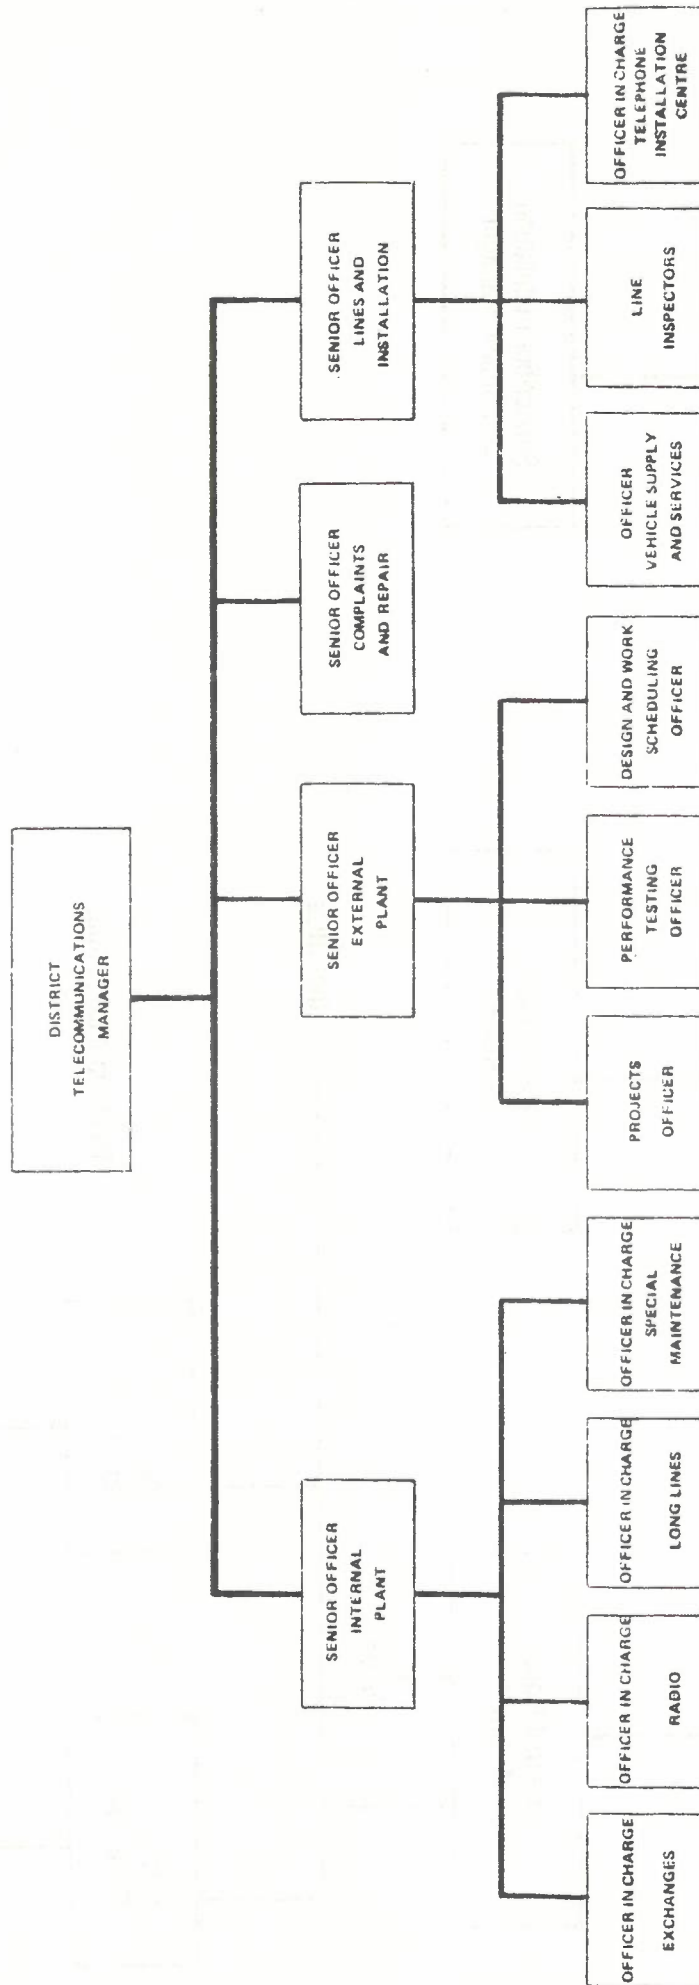 DISTRICT
TELECOMMUNICATIONS
MANAGER
SENIOR OFFICER
INTERNAL
PLANT
SENIOR OFFICER
EXTERNAL
PLANT
SENIOR OFFICER
COMPLAINTS
AND REPAIR
SENIOR OFFICER
LINES AND
INSTALLATION
OFFICER IN CHARGE
EXCHANGES
OFFICER IN CHARGE
RADIO
OFFICER IN CHARGE
LONG LINES
OFFICER IN CHARGE
SPECIAL
MAINTENANCE
PROJECTS
OFFICER
PERFORMANCE
TESTING
OFFICER
DESIGN AND WORK
SCHEDULING
OFFICER
OFFICER
VEHICLE SUPPLY
AND SERVICES
LINE
INSPECTORS
OFFICER IN CHARGE
TELEPHONE
INSTALLATION
CENTRE